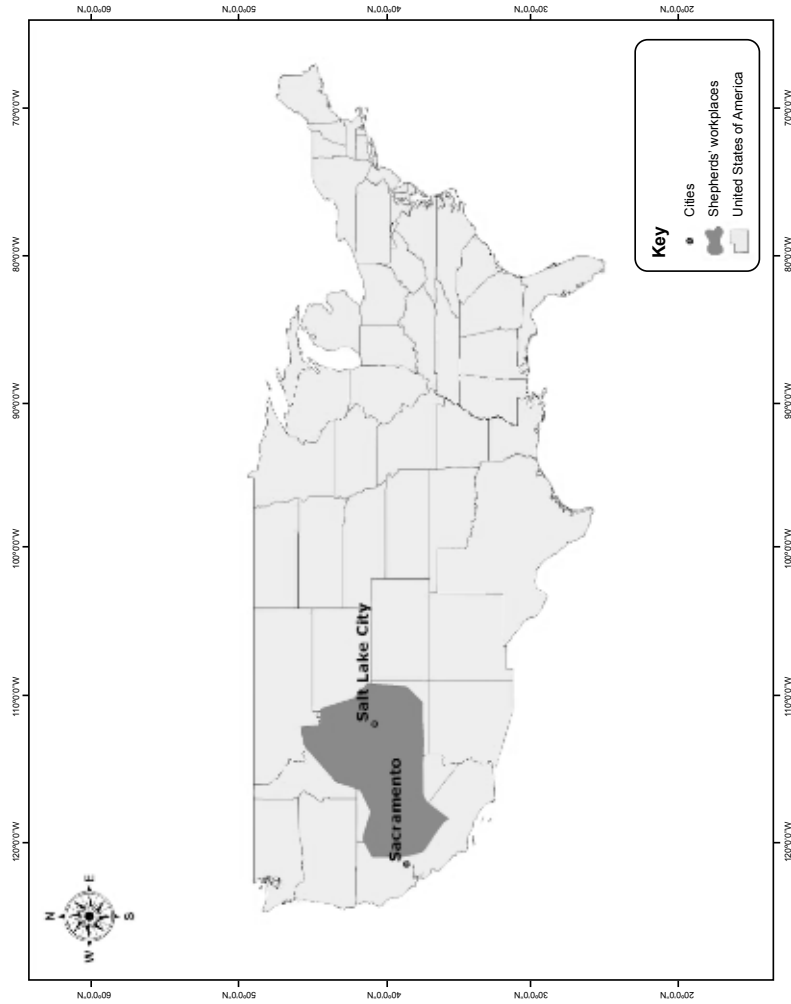 120°0'0"W
110°0'0"W
100°0'0"W
90°0'0"W
80°0'0"W
70°0'0"W
60°0'0"N
50°0'0"N
40°0'0"N
30°0'0"N
20°0'0"N
N
W
E
S
Sacramento
Salt Lake City
Key
Cities
Shepherds' workplaces
United States of America
60°0'0"N
50°0'0"N
40°0'0"N
30°0'0"N
20°0'0"N
120°0'0"W
110°0'0"W
100°0'0"W
90°0'0"W
80°0'0"W
70°0'0"W